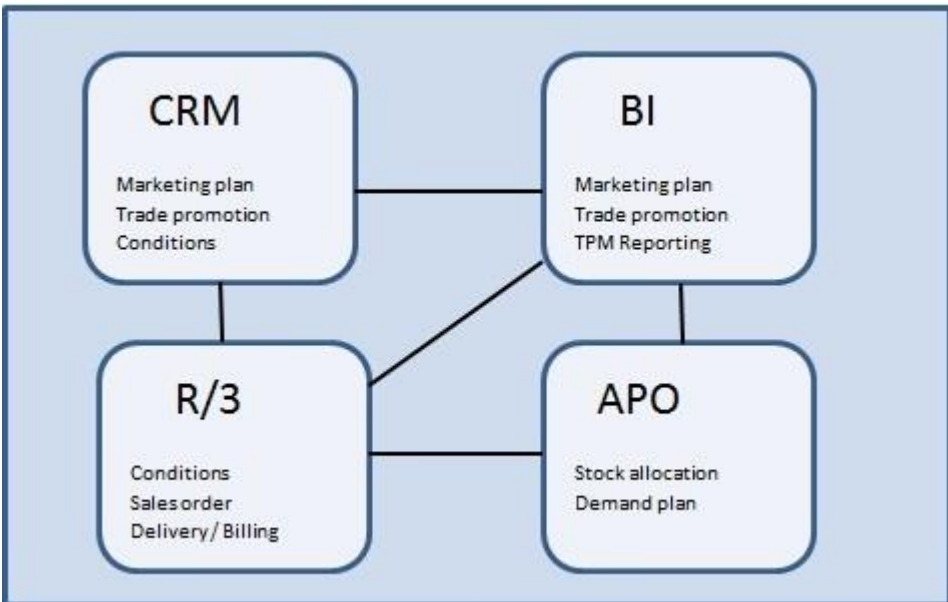 CRM
Marketing plan
Trade promotion
Conditions
BI
Marketing plan
Trade promotion
TPM Reporting
R/3
Conditions
Sales order
Delivery / Billing
APO
Stock allocation
Demand plan